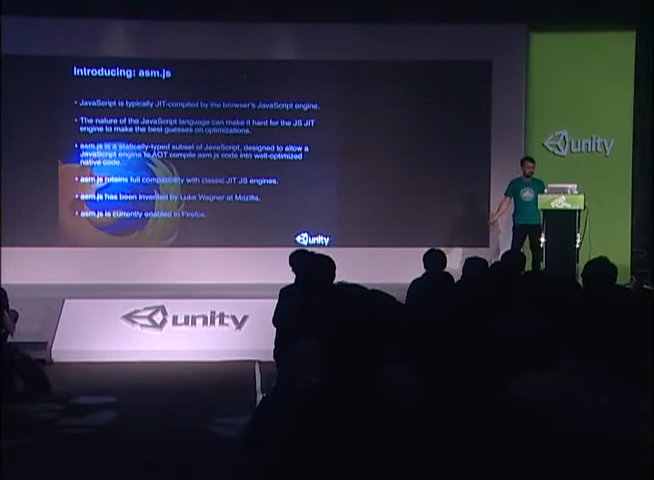 Introducing: asm.js
• JavaScript is typically JIT-compiled by the browser's JavaScript engine.
• The nature of the JavaScript language can make it hard for the JS JIT
engine to make the best guesses on optimizations.
• asm.js is a statically-typed subset of JavaScript, designed to allow a
JavaScript engine to AOT compile asm.js code into well-optimized
native code.
• asm.js retains full compatibility with classic JIT JS engines.
• asm.js has been invented by Luke Wagner at Mozilla.
• asm.js is currently enabled in Firefox.
unity
unity
unity